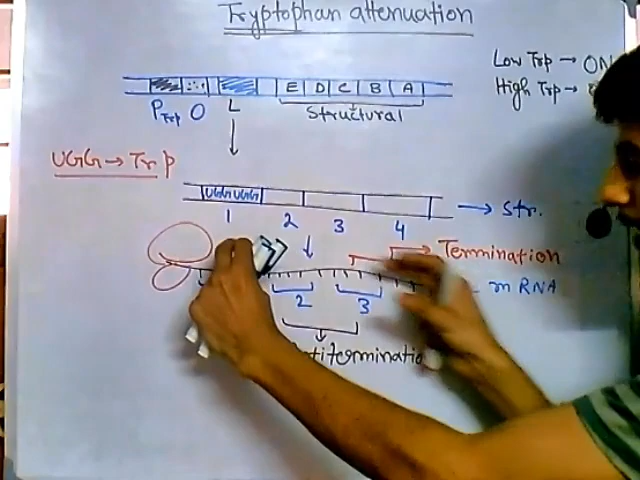 Tryptophan attenuation
Low Trp → ON
High Trp →
E D C B A
PTrp O L Structural
UGG → Trp
UGG UGG
1 2 3 4 → Str.
Termination
mRNA
2 3